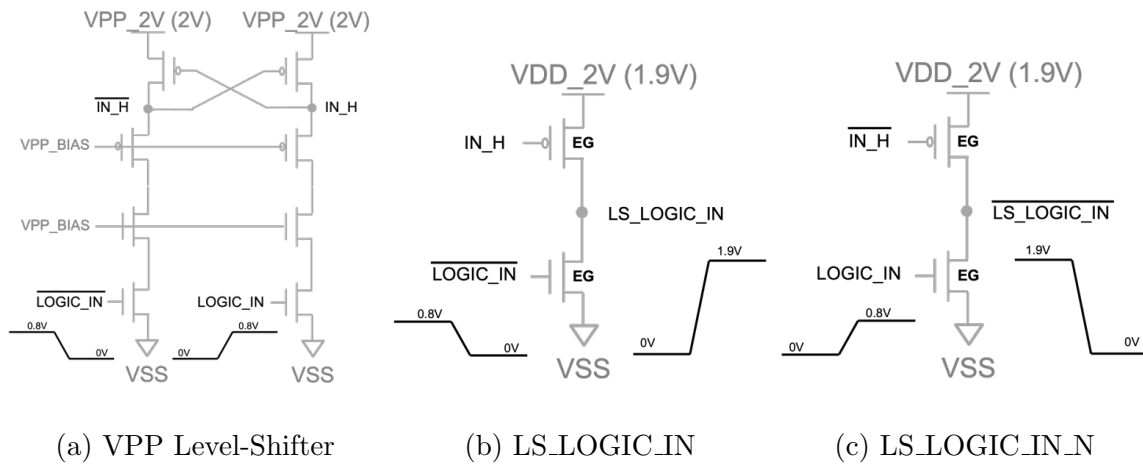 VPP_2V (2V) VPP_2V (2V)
IN_H IN_H
VPP_BIAS
VPP_BIAS
LOGIC_IN LOGIC_IN
0.8V 0V 0V 0.8V
VSS VSS
(a) VPP Level-Shifter
VDD_2V (1.9V)
IN_H EG
LS_LOGIC_IN
LOGIC_IN EG
1.9V
0.8V 0V 0V
VSS
(b) LS_LOGIC_IN
VDD_2V (1.9V)
IN_H EG
LS_LOGIC_IN
LOGIC_IN EG
1.9V
0V 0.8V 0V
VSS
(c) LS_LOGIC_IN_N